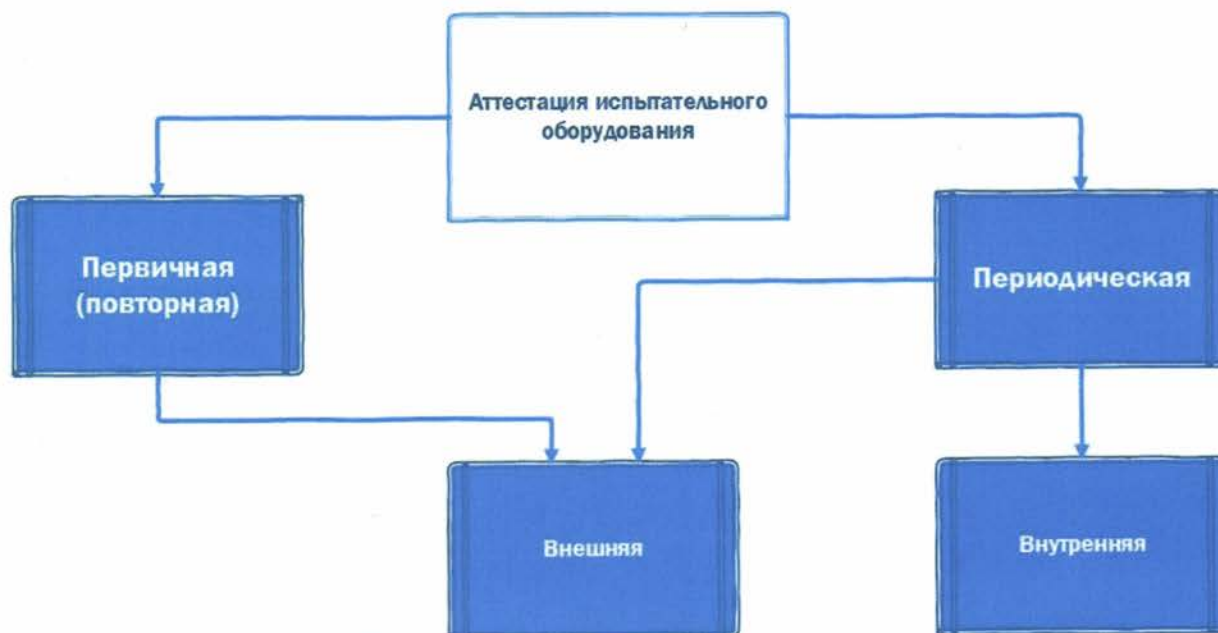 Аттестация испытательного
оборудования
Первичная
(повторная)
Периодическая
Внешняя
Внутренняя